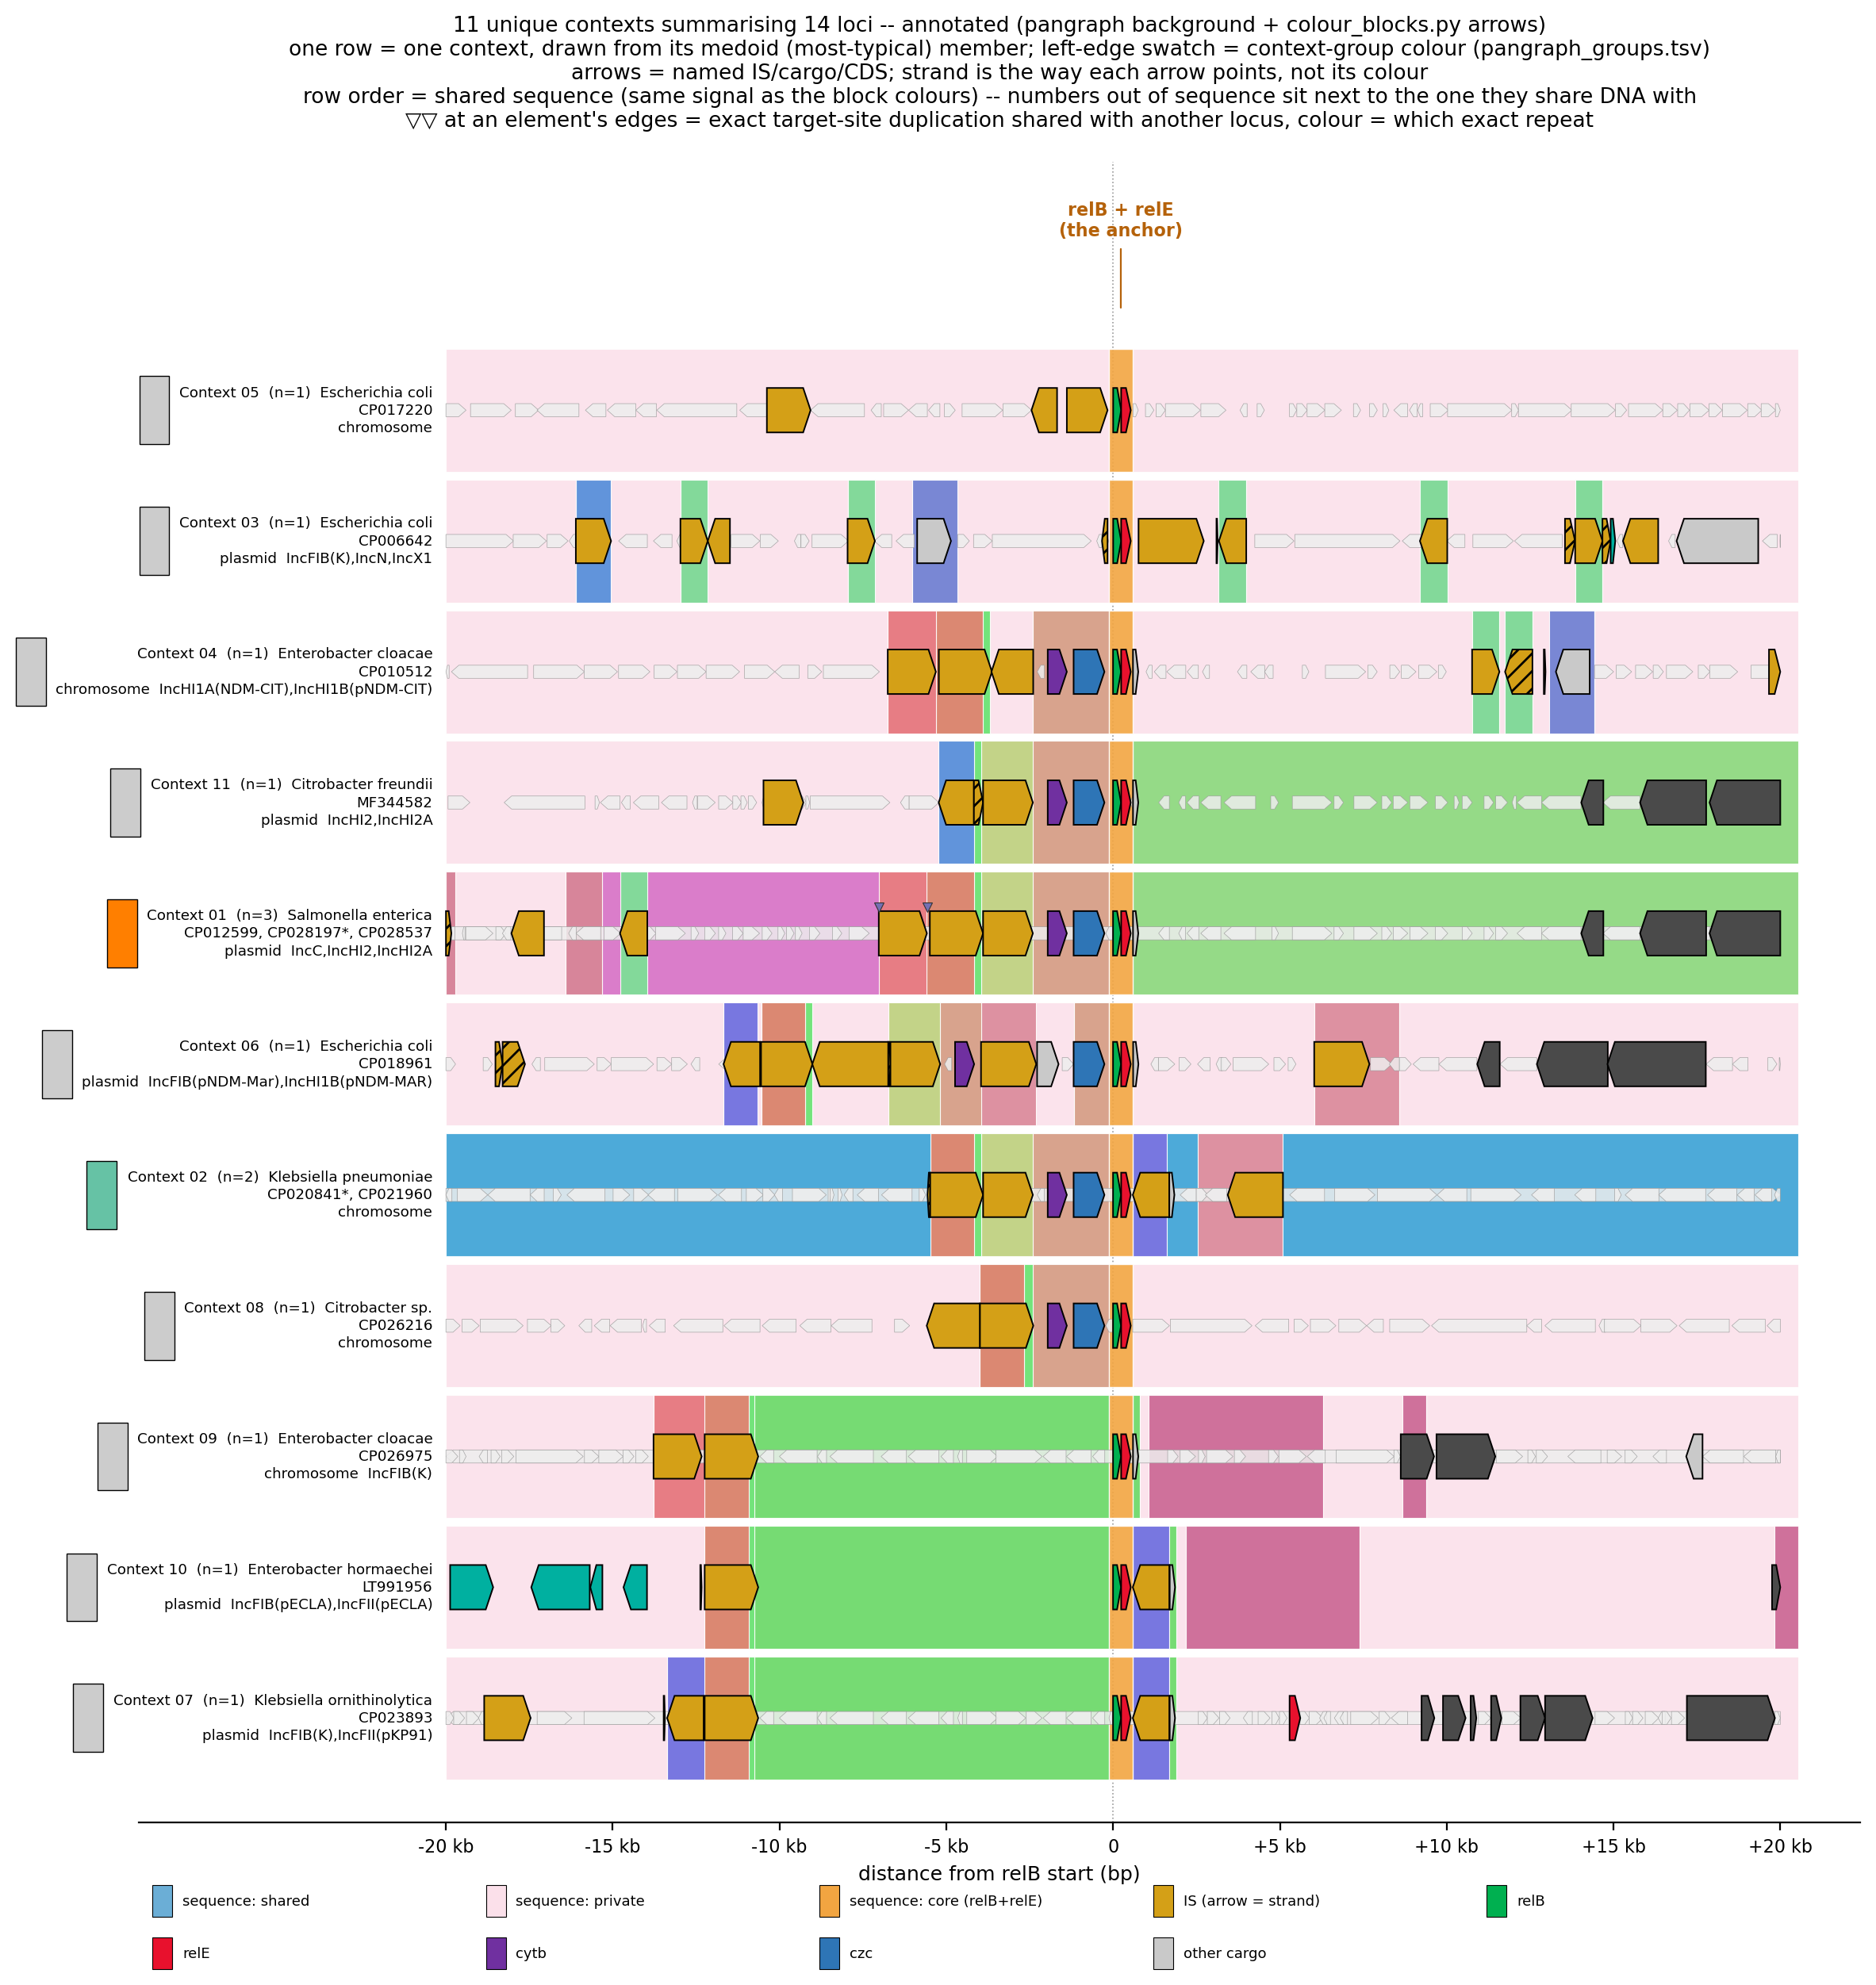 11 unique contexts summarising 14 loci -- annotated (pangraph background + colour_blocks.py arrows)
one row = one context, drawn from its medoid (most-typical) member; left-edge swatch = context-group colour (pangraph_groups.tsv)
arrows = named IS/cargo/CDS; strand is the way each arrow points, not its colour
row order = shared sequence (same signal as the block colours) -- numbers out of sequence sit next to the one they share DNA with
▽▽ at an element's edges = exact target-site duplication shared with another locus, colour = which exact repeat
relB + relE
(the anchor)
Context 05 (n=1) Escherichia coli
CP017220
chromosome
Context 03 (n=1) Escherichia coli
CP006642
plasmid IncFIB(K),IncN,IncX1
Context 04 (n=1) Enterobacter cloacae
CP010512
chromosome IncHI1A(NDM-CIT),IncHI1B(pNDM-CIT)
Context 11 (n=1) Citrobacter freundii
MF344582
plasmid IncHI2,IncHI2A
Context 01 (n=3) Salmonella enterica
CP012599, CP028197*, CP028537
plasmid IncC,IncHI2,IncHI2A
Context 06 (n=1) Escherichia coli
CP018961
plasmid IncFIB(pNDM-Mar),IncHI1B(pNDM-MAR)
Context 02 (n=2) Klebsiella pneumoniae
CP020841*, CP021960
chromosome
Context 08 (n=1) Citrobacter sp.
CP026216
chromosome
Context 09 (n=1) Enterobacter cloacae
CP026975
chromosome IncFIB(K)
Context 10 (n=1) Enterobacter hormaechei
LT991956
plasmid IncFIB(pECLA),IncFII(pECLA)
Context 07 (n=1) Klebsiella ornithinolytica
CP023893
plasmid IncFIB(K),IncFII(pKP91)
-20 kb -15 kb -10 kb -5 kb 0 +5 kb +10 kb +15 kb +20 kb
distance from relB start (bp)
sequence: shared sequence: private sequence: core (relB+relE) IS (arrow = strand) relB
relE cytb czc other cargo